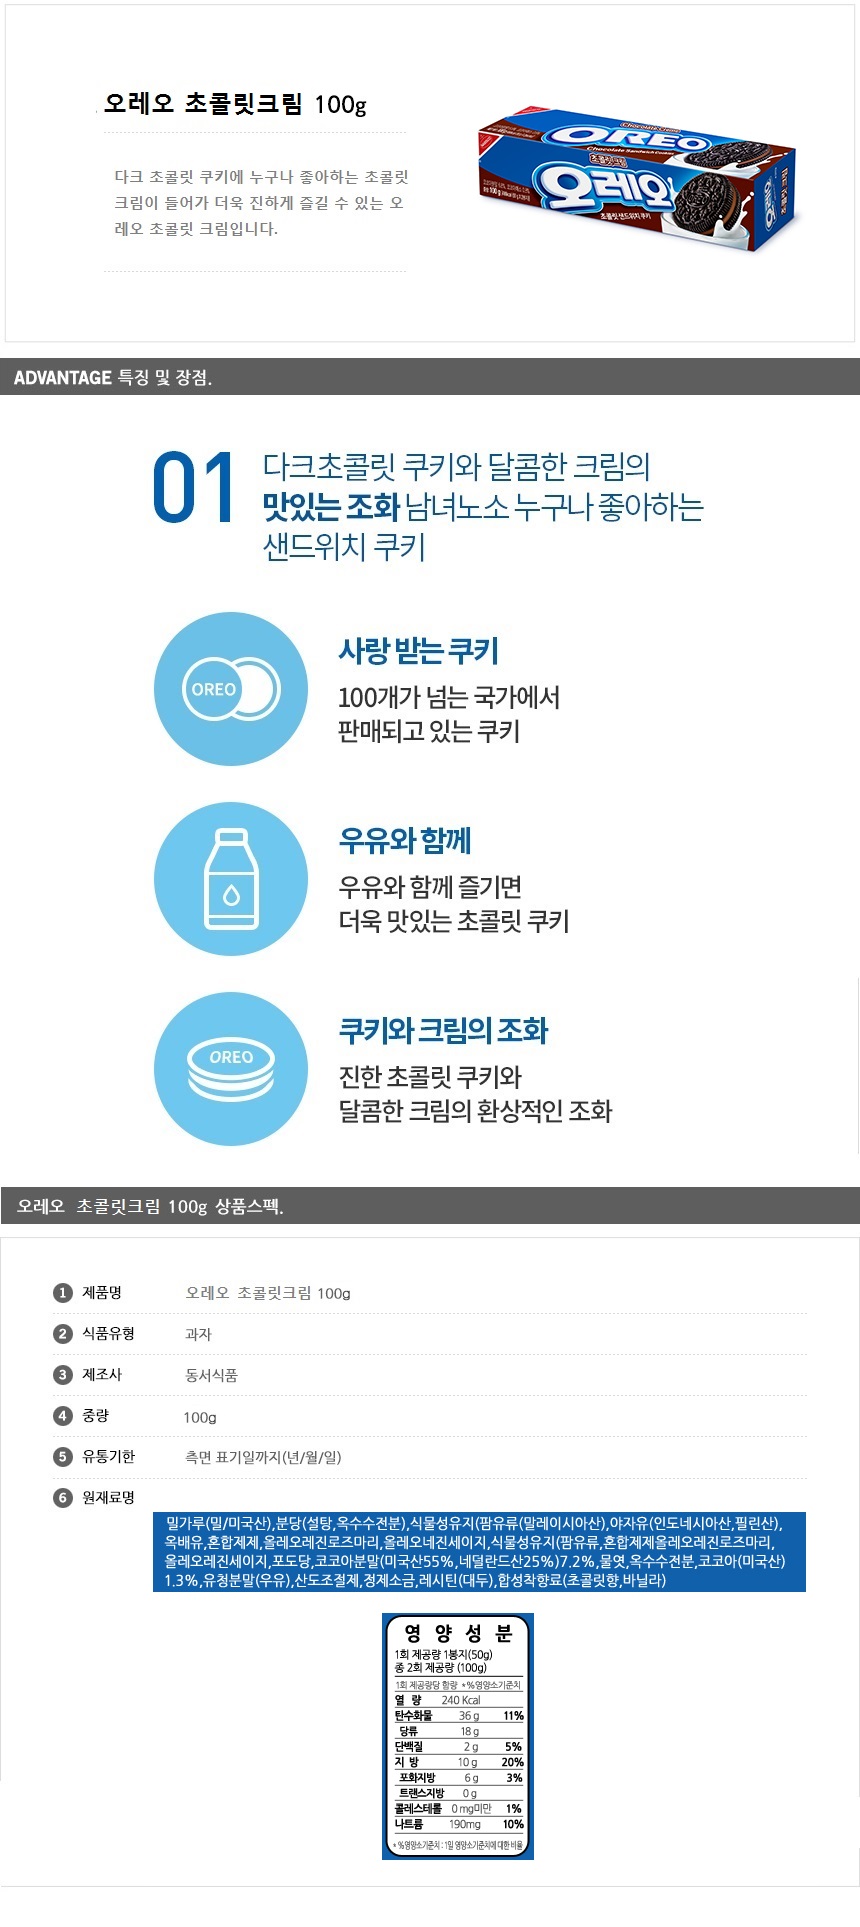 오레오 초콜릿크림 100g
다크 초콜릿 쿠키에 누구나 좋아하는 초콜릿
크림이 들어가 더욱 진하게 즐길 수 있는 오
레오 초콜릿 크림입니다.
Chocolate Creme
OREO
Chocolate Sandwich Cookies
초콜릿크림
오레오
초콜릿 샌드위치 쿠키
ADVANTAGE 특징 및 장점.
01
다크초콜릿 쿠키와 달콤한 크림의
맛있는 조화 남녀노소 누구나 좋아하는
샌드위치 쿠키
OREO
사랑 받는 쿠키
100개가 넘는 국가에서
판매되고 있는 쿠키
우유와 함께
우유와 함께 즐기면
더욱 맛있는 초콜릿 쿠키
OREO
쿠키와 크림의 조화
진한 초콜릿 쿠키와
달콤한 크림의 환상적인 조화
오레오 초콜릿크림 100g 상품스펙.
1 제품명 오레오 초콜릿크림 100g
2 식품유형 과자
3 제조사 동서식품
4 중량 100g
5 유통기한 측면 표기일까지(년/월/일)
6 원재료명
밀가루(밀/미국산),분당(설탕,옥수수전분),식물성유지(팜유류(말레이시아산),야자유(인도네시아산,필린산),
옥배유,혼합제제,올레오레진로즈마리,올레오네진세이지,식물성유지(팜유류,혼합제제올레오레진로즈마리,
올레오레진세이지,포도당,코코아분말(미국산55%,네덜란드산25%)7.2%,물엿,옥수수전분,코코아(미국산)
1.3%,유청분말(우유),산도조절제,정제소금,레시틴(대두),합성착향료(초콜릿향,바닐라)
영 양 성 분
1회 제공량 1봉지(50g)
총 2회 제공량 (100g)
1회 제공량당 함량 *%영양소기준치
열 량 240 Kcal
탄수화물 36 g 11%
당류 18 g
단백질 2 g 5%
지 방 10 g 20%
포화지방 6 g 3%
트랜스지방 0 g
콜레스테롤 0 mg미만 1%
나트륨 190mg 10%
*%영양소기준치 : 1일 영양소기준치에 대한 비율